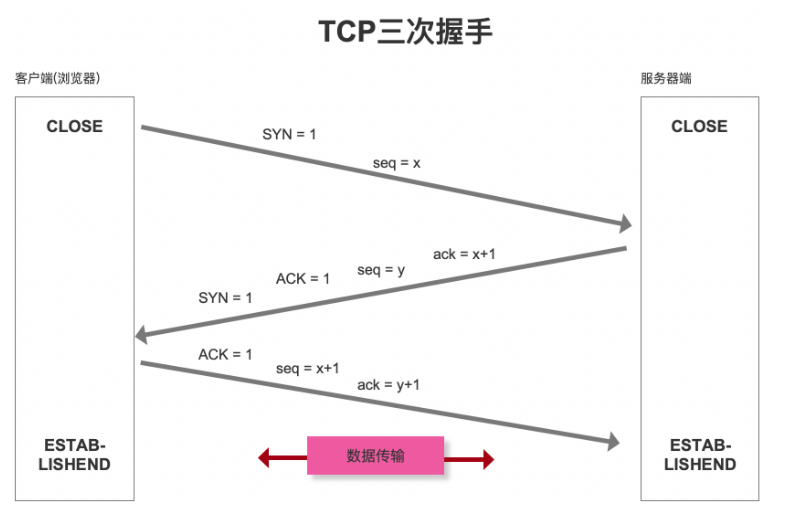 TCP三次握手
客户端(浏览器)
服务器端
CLOSE
CLOSE
SYN = 1
seq = x
ack = x+1
seq = y
ACK = 1
SYN = 1
ACK = 1
seq = x+1
ack = y+1
ESTAB-
LISHEND
数据传输
ESTAB-
LISHEND